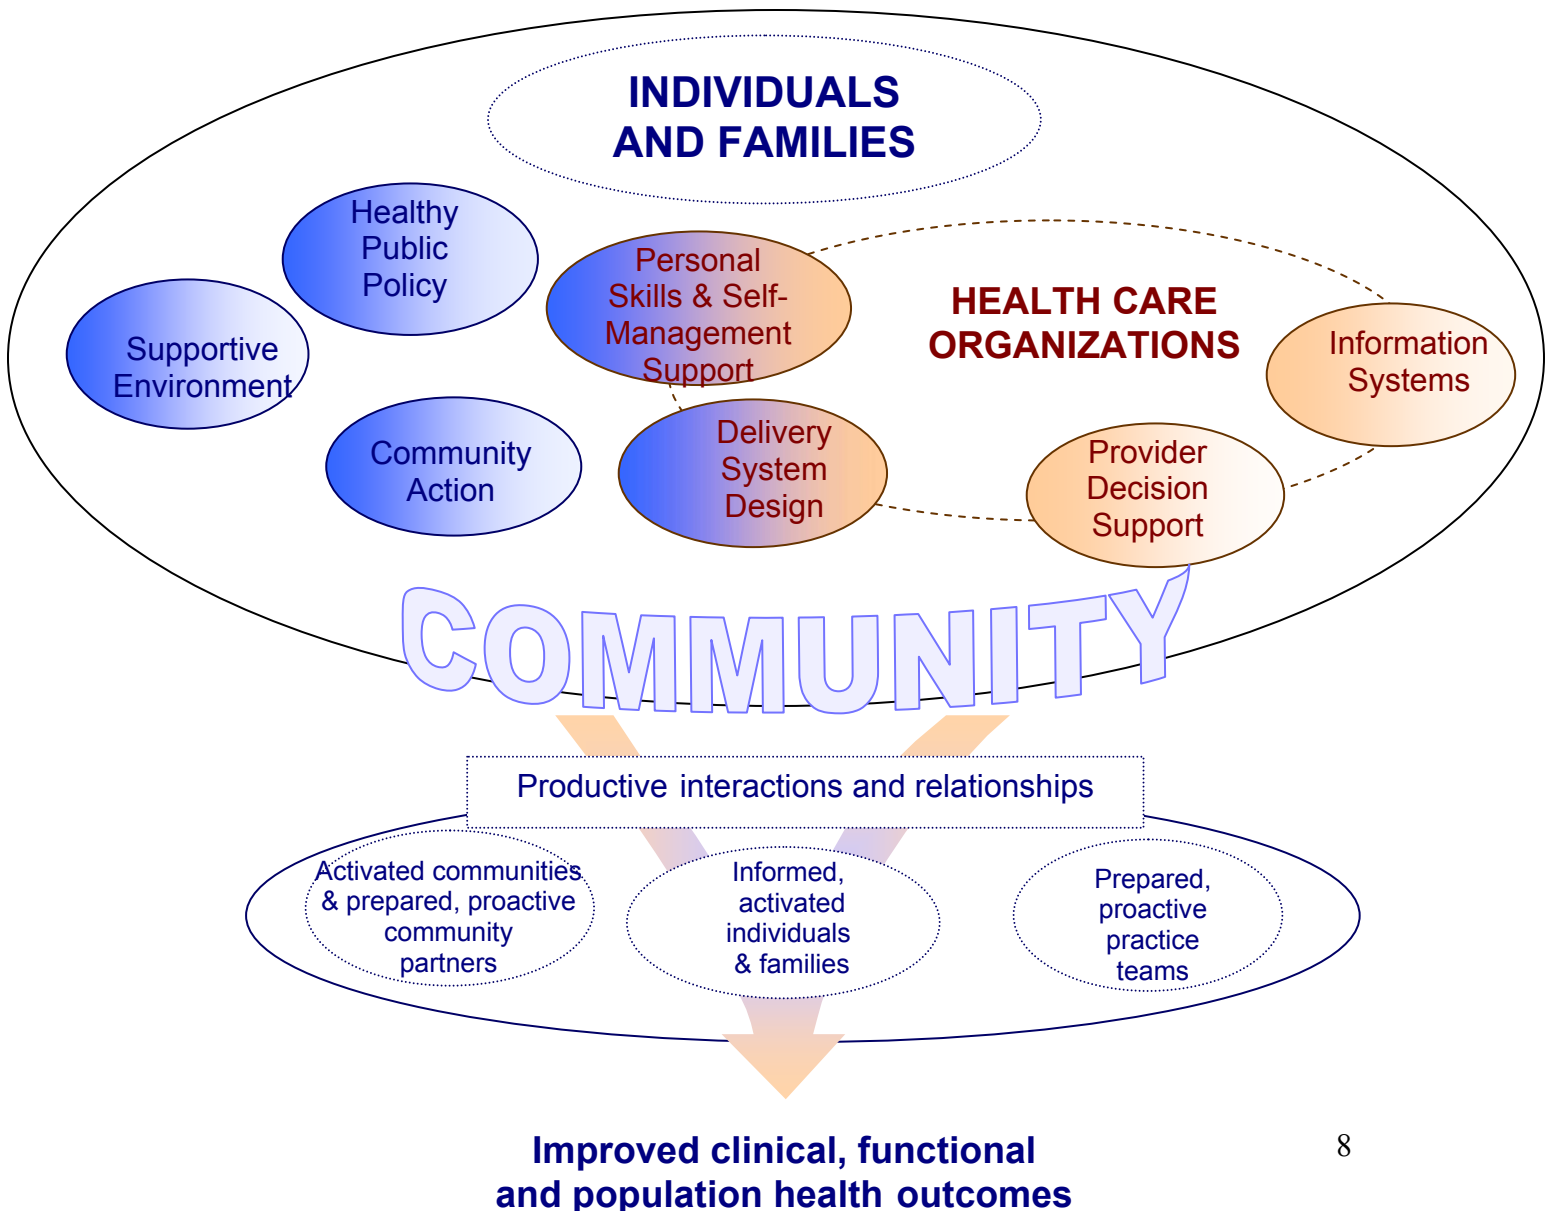 INDIVIDUALS
AND FAMILIES
Healthy
Public
Policy
Supportive
Environment
Community
Action
Personal
Skills & Self-
Management
Support
Delivery
System
Design
HEALTH CARE
ORGANIZATIONS
Information
Systems
Provider
Decision
Support
COMMUNITY
Productive interactions and relationships
Activated communities
& prepared, proactive
community
partners
Informed,
activated
individuals
& families
Prepared,
proactive
practice
teams
Improved clinical, functional
and population health outcomes
8